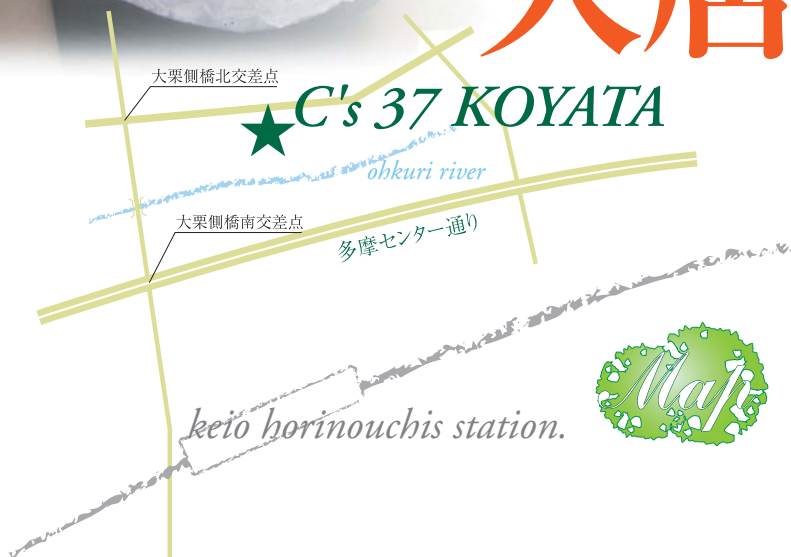 大栗側橋北交差点
C's 37 KOYATA
ohkuri river
大栗側橋南交差点
多摩センター通り
keio horinouchis station.
Map